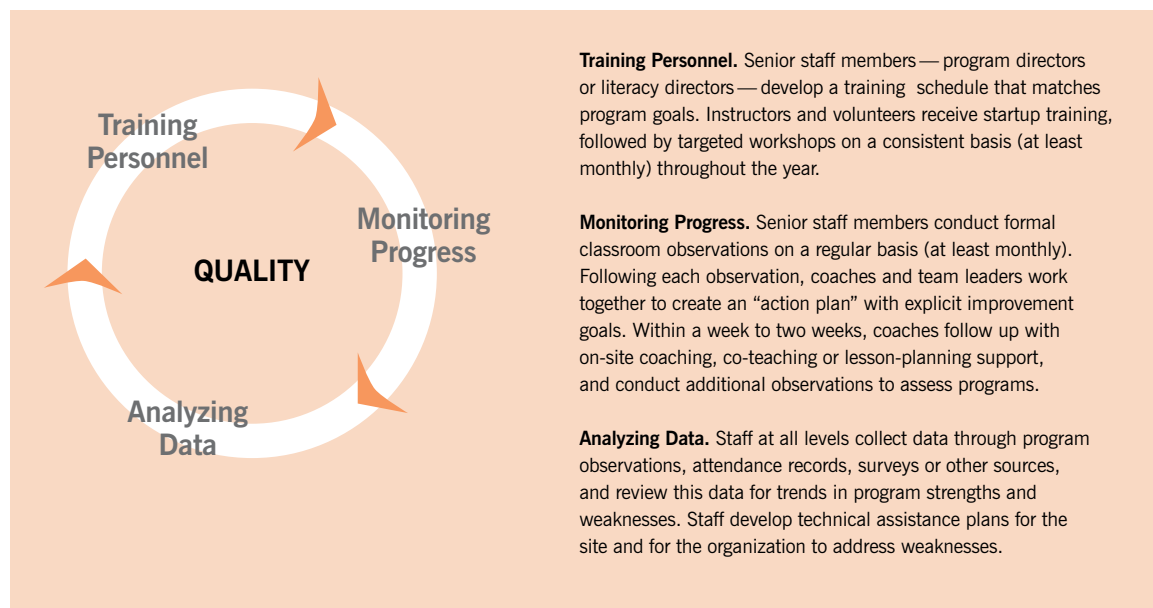 Training
Personnel
Monitoring
Progress
QUALITY
Analyzing
Data
Training Personnel. Senior staff members — program directors
or literacy directors — develop a training schedule that matches
program goals. Instructors and volunteers receive startup training,
followed by targeted workshops on a consistent basis (at least
monthly) throughout the year.
Monitoring Progress. Senior staff members conduct formal
classroom observations on a regular basis (at least monthly).
Following each observation, coaches and team leaders work
together to create an “action plan” with explicit improvement
goals. Within a week to two weeks, coaches follow up with
on-site coaching, co-teaching or lesson-planning support,
and conduct additional observations to assess programs.
Analyzing Data. Staff at all levels collect data through program
observations, attendance records, surveys or other sources,
and review this data for trends in program strengths and
weaknesses. Staff develop technical assistance plans for the
site and for the organization to address weaknesses.